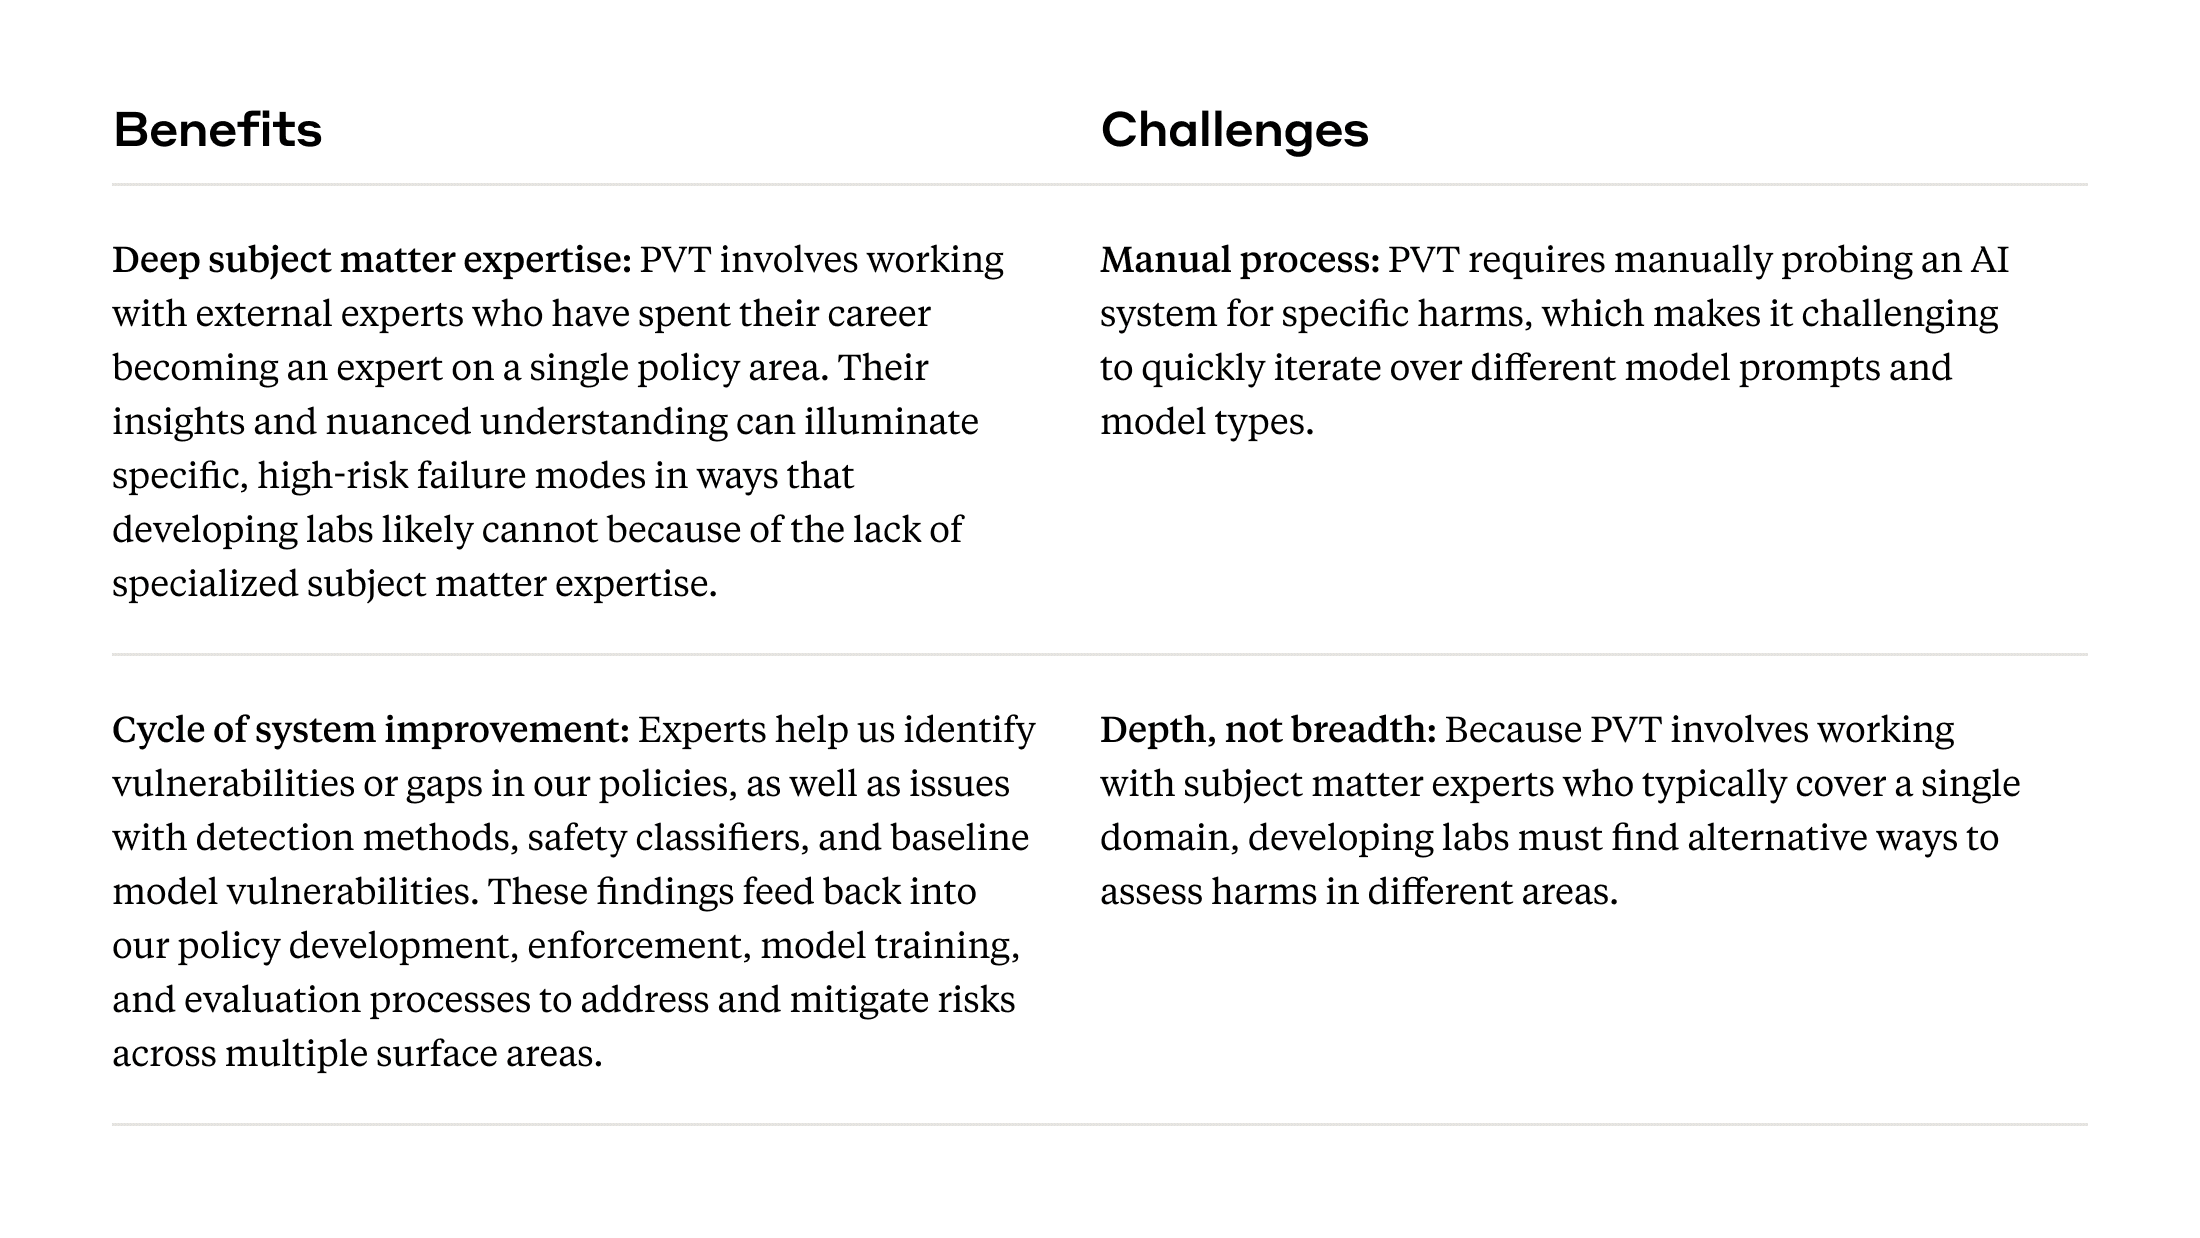 Benefits
Challenges
Deep subject matter expertise: PVT involves working
with external experts who have spent their career
becoming an expert on a single policy area. Their
insights and nuanced understanding can illuminate
specific, high-risk failure modes in ways that
developing labs likely cannot because of the lack of
specialized subject matter expertise.
Manual process: PVT requires manually probing an AI
system for specific harms, which makes it challenging
to quickly iterate over different model prompts and
model types.
Cycle of system improvement: Experts help us identify
vulnerabilities or gaps in our policies, as well as issues
with detection methods, safety classifiers, and baseline
model vulnerabilities. These findings feed back into
our policy development, enforcement, model training,
and evaluation processes to address and mitigate risks
across multiple surface areas.
Depth, not breadth: Because PVT involves working
with subject matter experts who typically cover a single
domain, developing labs must find alternative ways to
assess harms in different areas.